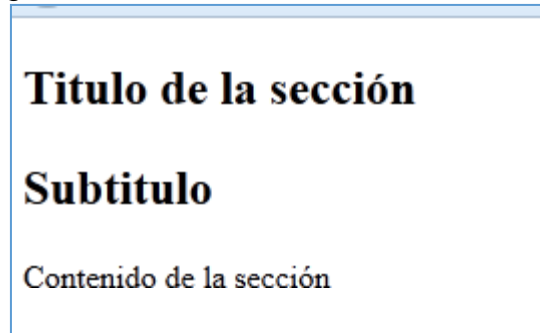 Titulo de la sección
Subtitulo
Contenido de la sección